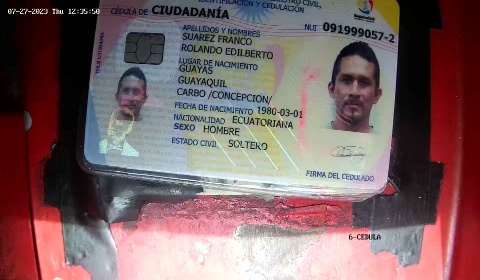 07-27-2023 Thu 12:35:50
IDENTIFICACIÓN Y CEDULACIÓN
CÉDULA DE CIUDADANÍA
NUI 091999057-2
APELLIDOS Y NOMBRES
SUAREZ FRANCO
ROLANDO EDILBERTO
LUGAR DE NACIMIENTO
GUAYAS
GUAYAQUIL
CARBO /CONCEPCION/
FECHA DE NACIMIENTO 1980-03-01
NACIONALIDAD ECUATORIANA
SEXO HOMBRE
ESTADO CIVIL SOLTERO
FIRMA DEL CEDULADO
6-CEDULA